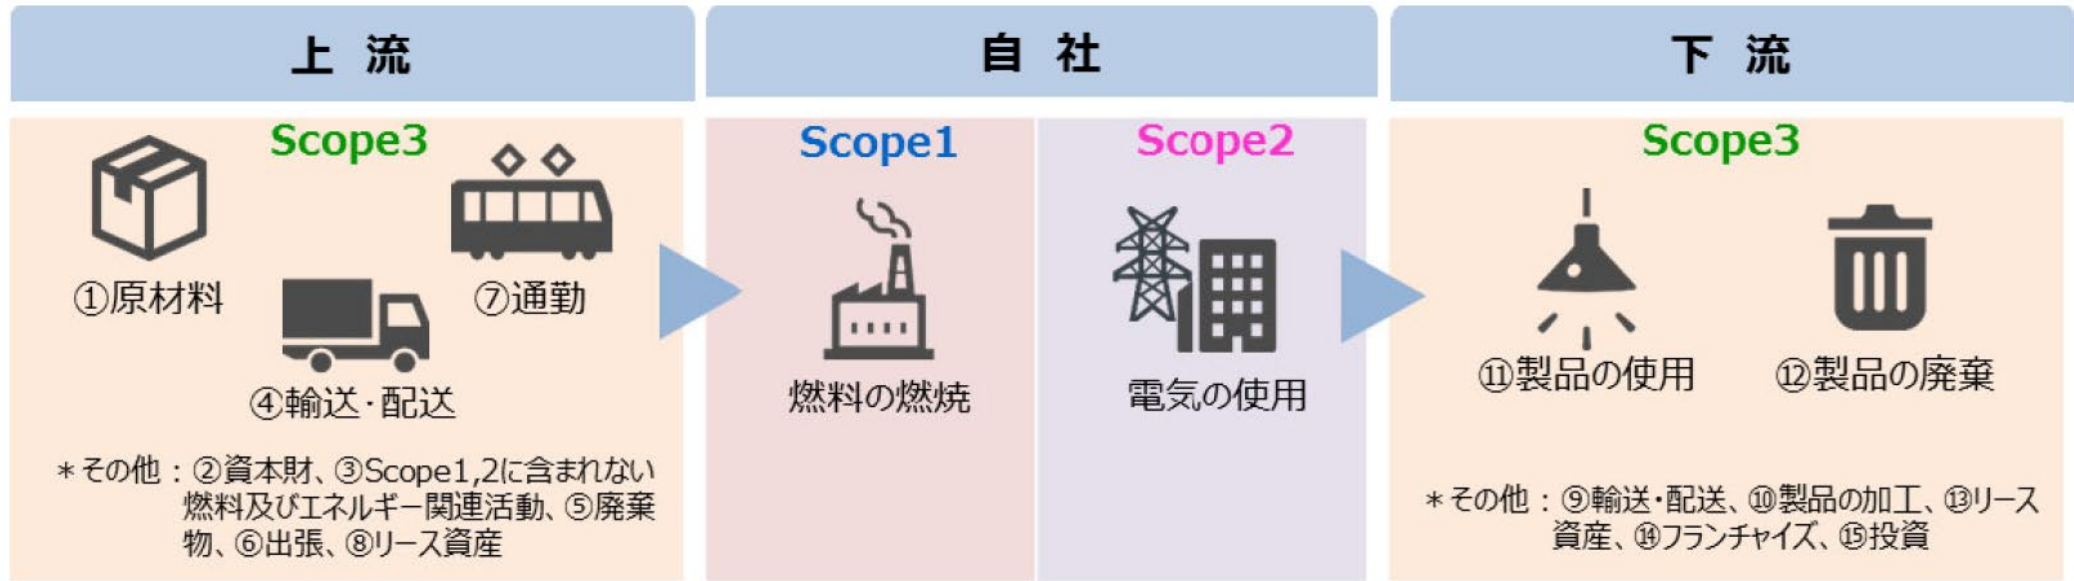 上流
自社
下流
Scope3
①原材料
⑦通勤
④輸送・配送
＊その他：②資本財、③Scope1,2に含まれない
燃料及びエネルギー関連活動、⑤廃棄
物、⑥出張、⑧リース資産
Scope1
燃料の燃焼
Scope2
電気の使用
Scope3
⑪製品の使用
⑫製品の廃棄
＊その他：⑨輸送・配送、⑩製品の加工、⑬リース
資産、⑭フランチャイズ、⑮投資